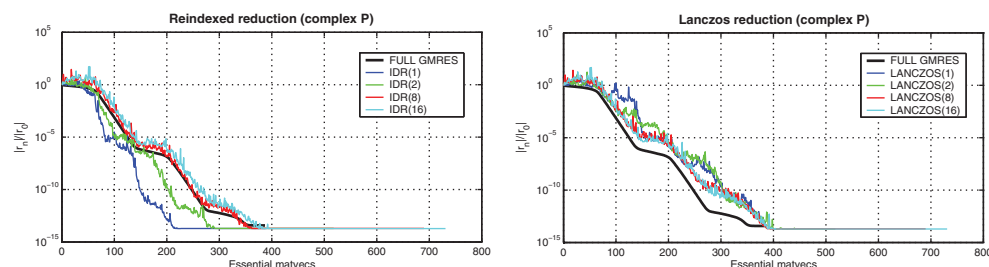 Reindexed reduction (complex P)
|r_n|/|r_0|
10^5
10^0
10^-5
10^-10
10^-15
FULL GMRES
IDR(1)
IDR(2)
IDR(8)
IDR(16)
0 100 200 300 400 500 600 700 800
Essential matvecs
Lanczos reduction (complex P)
|r_n|/|r_0|
10^5
10^0
10^-5
10^-10
10^-15
FULL GMRES
LANCZOS(1)
LANCZOS(2)
LANCZOS(8)
LANCZOS(16)
0 100 200 300 400 500 600 700 800
Essential matvecs